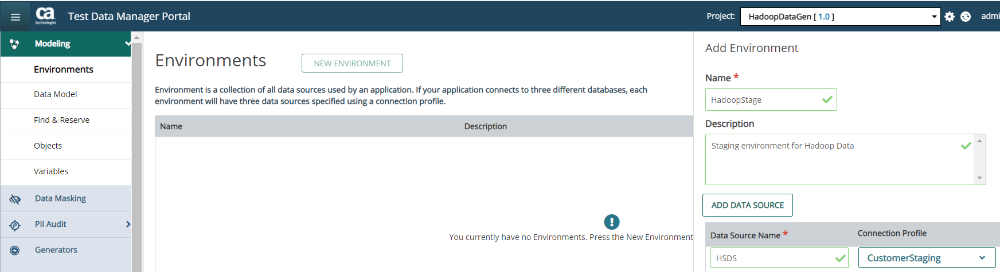 ca
technologies
Test Data Manager Portal
Project:
HadoopDataGen [ 1.0 ]
admi
Modeling
Environments
Data Model
Find & Reserve
Objects
Variables
Data Masking
PII Audit
Generators
Environments
NEW ENVIRONMENT
Environment is a collection of all data sources used by an application. If your application connects to three different databases, each
environment will have three data sources specified using a connection profile.
Name
Description
You currently have no Environments. Press the New Environment
Add Environment
Name *
HadoopStage
Description
Staging environment for Hadoop Data
ADD DATA SOURCE
Data Source Name *
Connection Profile
HSDS
CustomerStaging